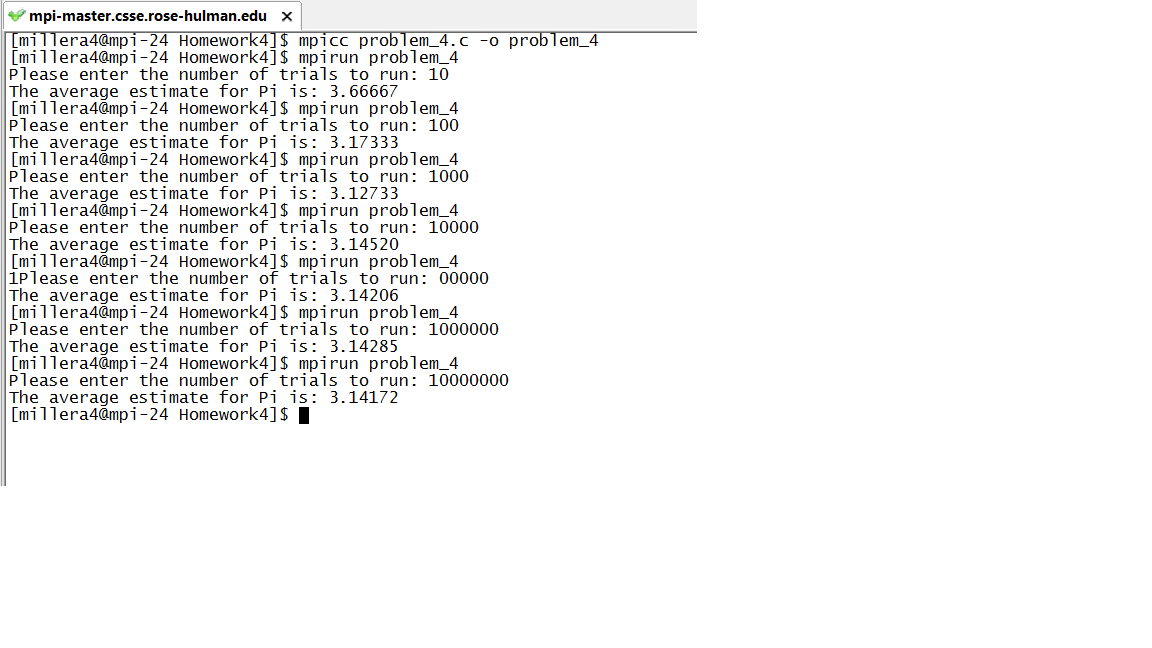 mpi-master.csse.rose-hulman.edu
[millera4@mpi-24 Homework4]$ mpicc problem_4.c -o problem_4
[millera4@mpi-24 Homework4]$ mpirun problem_4
Please enter the number of trials to run: 10
The average estimate for Pi is: 3.66667
[millera4@mpi-24 Homework4]$ mpirun problem_4
Please enter the number of trials to run: 100
The average estimate for Pi is: 3.17333
[millera4@mpi-24 Homework4]$ mpirun problem_4
Please enter the number of trials to run: 1000
The average estimate for Pi is: 3.12733
[millera4@mpi-24 Homework4]$ mpirun problem_4
Please enter the number of trials to run: 10000
The average estimate for Pi is: 3.14520
[millera4@mpi-24 Homework4]$ mpirun problem_4
1Please enter the number of trials to run: 00000
The average estimate for Pi is: 3.14206
[millera4@mpi-24 Homework4]$ mpirun problem_4
Please enter the number of trials to run: 1000000
The average estimate for Pi is: 3.14285
[millera4@mpi-24 Homework4]$ mpirun problem_4
Please enter the number of trials to run: 10000000
The average estimate for Pi is: 3.14172
[millera4@mpi-24 Homework4]$